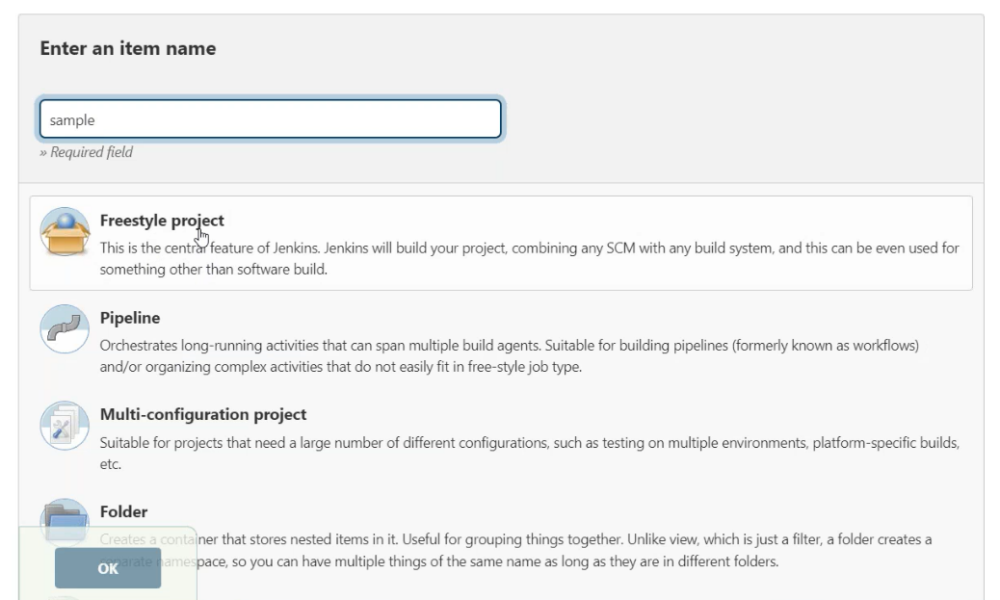 Enter an item name
sample
» Required field
Freestyle project
This is the central feature of Jenkins. Jenkins will build your project, combining any SCM with any build system, and this can be even used for
something other than software build.
Pipeline
Orchestrates long-running activities that can span multiple build agents. Suitable for building pipelines (formerly known as workflows)
and/or organizing complex activities that do not easily fit in free-style job type.
Multi-configuration project
Suitable for projects that need a large number of different configurations, such as testing on multiple environments, platform-specific builds,
etc.
Folder
Creates a container that stores nested items in it. Useful for grouping things together. Unlike view, which is just a filter, a folder creates a
separate namespace, so you can have multiple things of the same name as long as they are in different folders.
OK